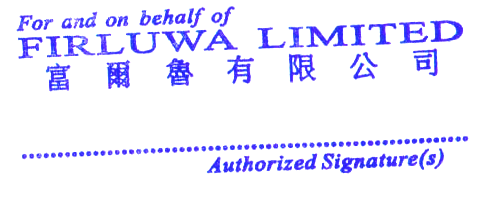 For and on behalf of
FIRLUWA LIMITED
富爾魯有限公司
Authorized Signature(s)